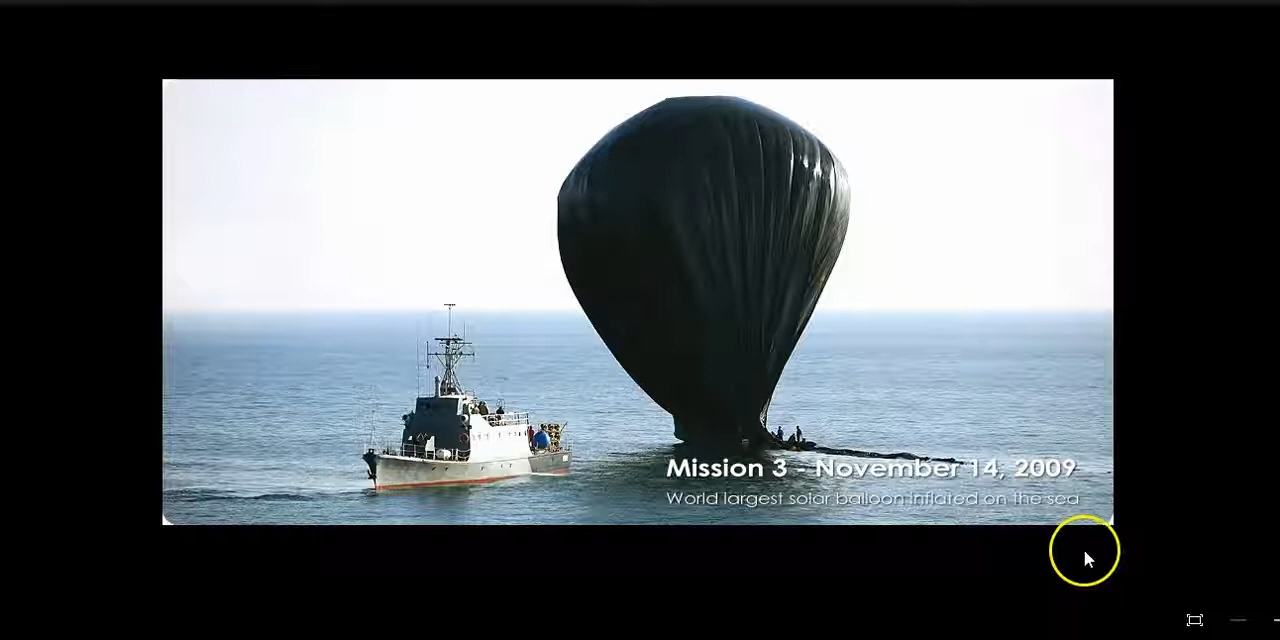 Mission 3 - November 14, 2009
World largest solar balloon inflated on the sea